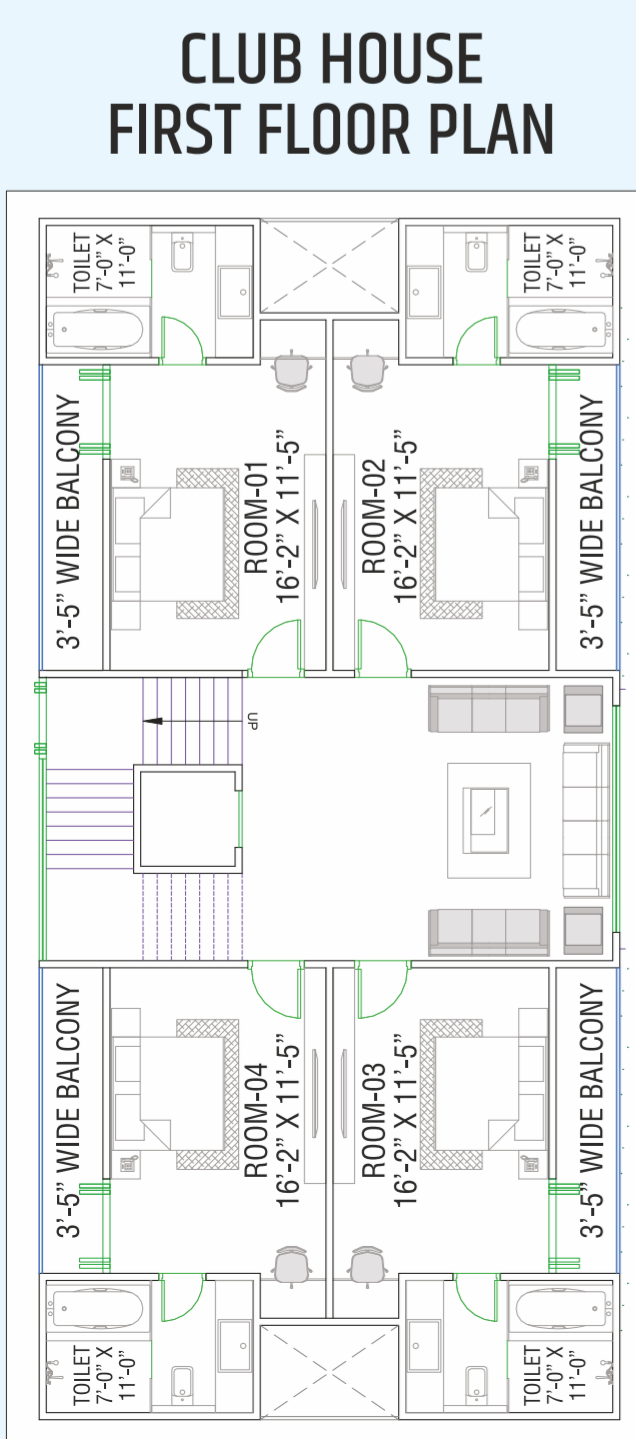 CLUB HOUSE
FIRST FLOOR PLAN
TOILET
7'-0" X
11'-0"
TOILET
7'-0" X
11'-0"
3'-5” WIDE BALCONY
ROOM-01
16'-2” X 11'-5”
ROOM-02
16'-2” X 11'-5”
3'-5” WIDE BALCONY
UP
3'-5” WIDE BALCONY
ROOM-04
16'-2” X 11'-5”
ROOM-03
16'-2” X 11'-5”
3'-5” WIDE BALCONY
TOILET
7'-0" X
11'-0"
TOILET
7'-0" X
11'-0"